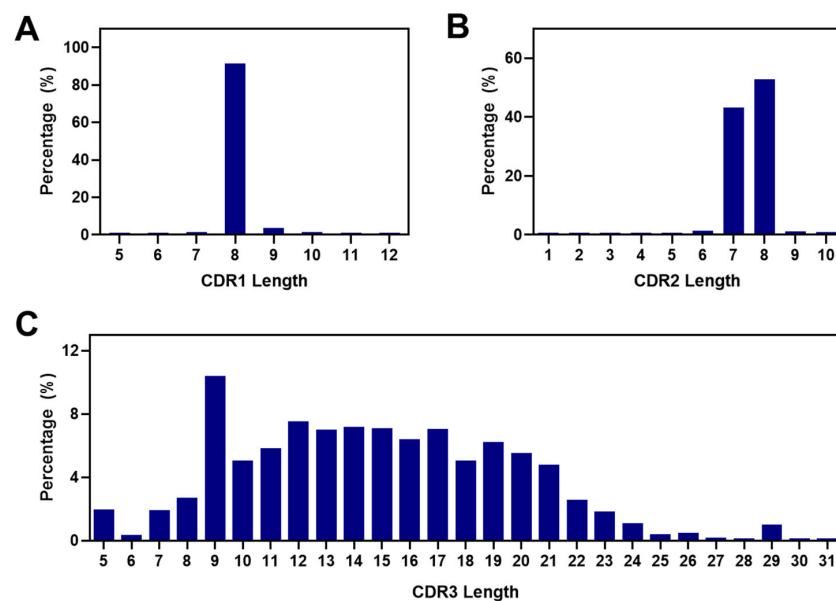 A
Percentage (%)
100
80
60
40
20
0
5 6 7 8 9 10 11 12
CDR1 Length
B
Percentage (%)
60
40
20
0
1 2 3 4 5 6 7 8 9 10
CDR2 Length
C
Percentage (%)
12
8
4
0
5 6 7 8 9 10 11 12 13 14 15 16 17 18 19 20 21 22 23 24 25 26 27 28 29 30 31
CDR3 Length